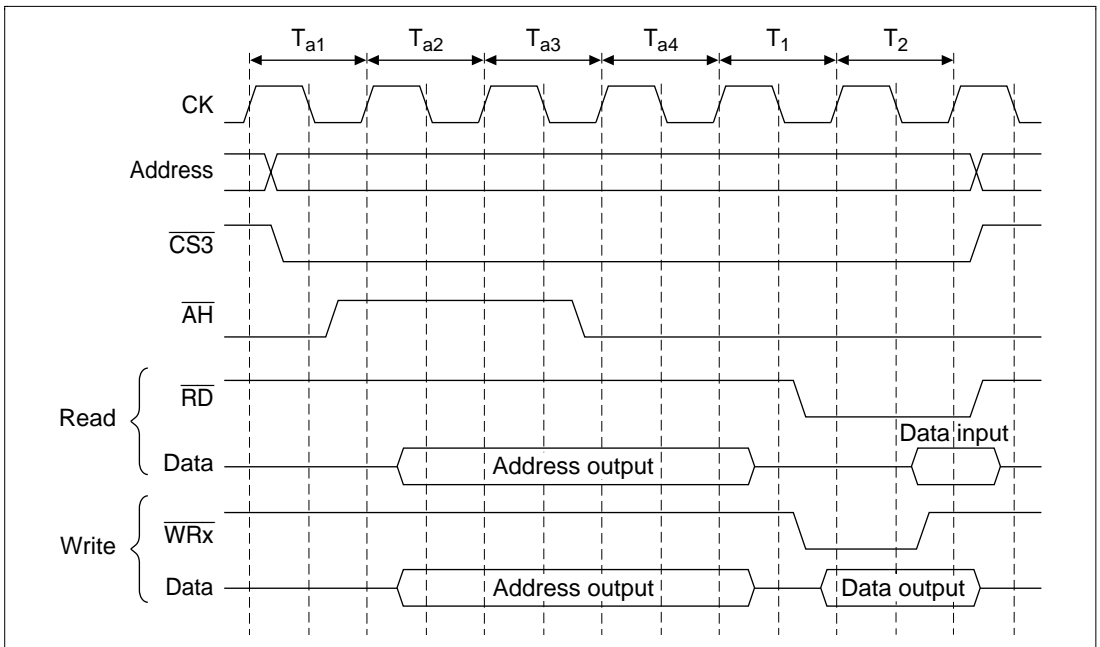 Ta1 Ta2 Ta3 Ta4 T1 T2
CK
Address
CS3
AH
Read
RD
Data input
Data
Address output
Write
WRx
Data
Address output
Data output